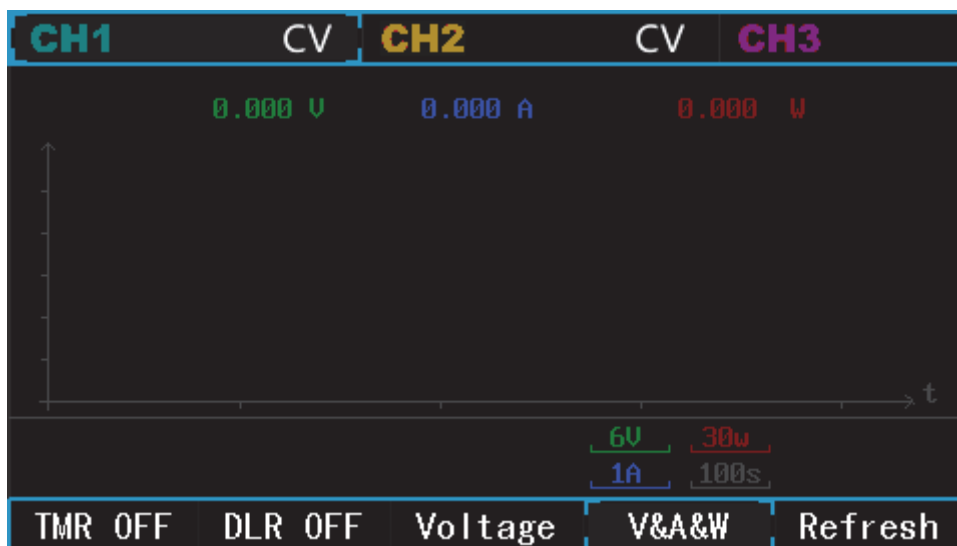 CH1 CV CH2 CV CH3
0.000 V 0.000 A 0.000 W
t
6V 30w
1A 100s
TMR OFF DLR OFF Voltage V&A&W Refresh